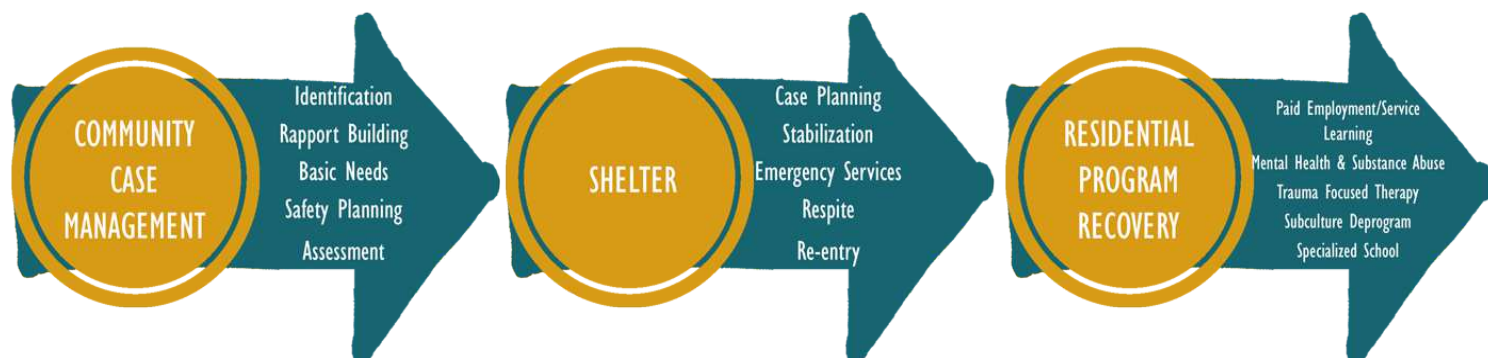 COMMUNITY
CASE
MANAGEMENT
Identification
Rapport Building
Basic Needs
Safety Planning
Assessment
SHELTER
Case Planning
Stabilization
Emergency Services
Respite
Re-entry
RESIDENTIAL
PROGRAM
RECOVERY
Paid Employment/Service
Learning
Mental Health & Substance Abuse
Trauma Focused Therapy
Subculture Deprogram
Specialized School